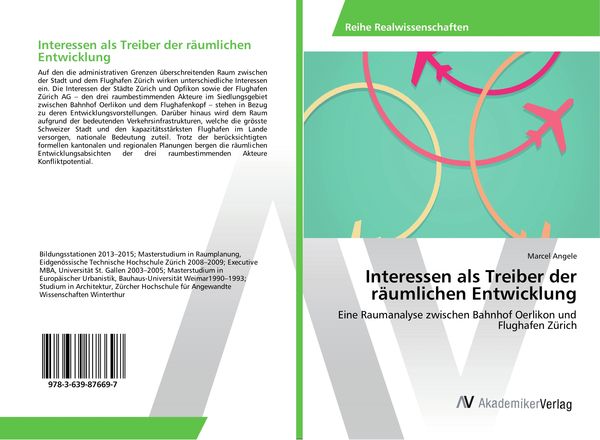 Interessen als Treiber der räumlichen
Entwicklung
Auf den die administrativen Grenzen überschreitenden Raum zwischen
der Stadt und dem Flughafen Zürich wirken unterschiedliche Interessen
ein. Die Interessen der Städte Zürich und Opfikon sowie der Flughafen
Zürich AG – den drei raumbestimmenden Akteure im Siedlungsgebiet
zwischen Bahnhof Oerlikon und dem Flughafenkopf – stehen in Bezug
zu deren Entwicklungsvorstellungen. Darüber hinaus wird dem Raum
aufgrund der bedeutenden Verkehrsinfrastrukturen, welche die grösste
Schweizer Stadt und den kapazitätsstärksten Flughafen im Lande
versorgen, nationale Bedeutung zuteil. Trotz der berücksichtigten
formellen kantonalen und regionalen Planungen bergen die räumlichen
Entwicklungsabsichten der drei raumbestimmenden Akteure
Konfliktpotential.
Bildungsstationen 2013–2015; Masterstudium in Raumplanung,
Eidgenössische Technische Hochschule Zürich 2008–2009; Executive
MBA, Universität St. Gallen 2003–2005; Masterstudium in
Europäischer Urbanistik, Bauhaus-Universität Weimar1990–1993;
Studium in Architektur, Zürcher Hochschule für Angewandte
Wissenschaften Winterthur
978-3-639-87669-7
Reihe Realwissenschaften
Marcel Angele
Interessen als Treiber der
räumlichen Entwicklung
Eine Raumanalyse zwischen Bahnhof Oerlikon und
Flughafen Zürich
AV AkademikerVerlag